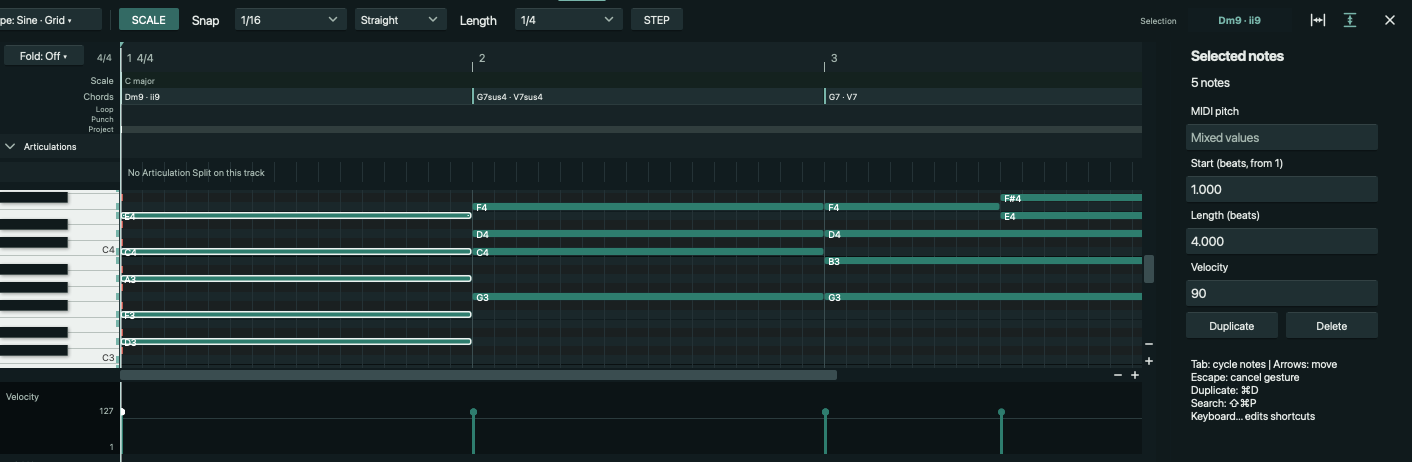 pe: Sine · Grid ▾
SCALE
Snap
1/16
Straight
Length
1/4
STEP
Selection
Dm9 · ii9
Fold: Off ▾
4/4
1 4/4
2
3
Scale
C major
Chords
Dm9 · ii9
G7sus4 · V7sus4
G7 · V7
Loop
Punch
Project
Articulations
No Articulation Split on this track
F#4
F4
F4
E4
E4
D4
D4
C4
C4
C4
B3
A3
G3
G3
F3
D3
C3
Velocity
127
1
Selected notes
5 notes
MIDI pitch
Mixed values
Start (beats, from 1)
1.000
Length (beats)
4.000
Velocity
90
Duplicate
Delete
Tab: cycle notes | Arrows: move
Escape: cancel gesture
Duplicate: ⌘D
Search: ⇧⌘P
Keyboard... edits shortcuts